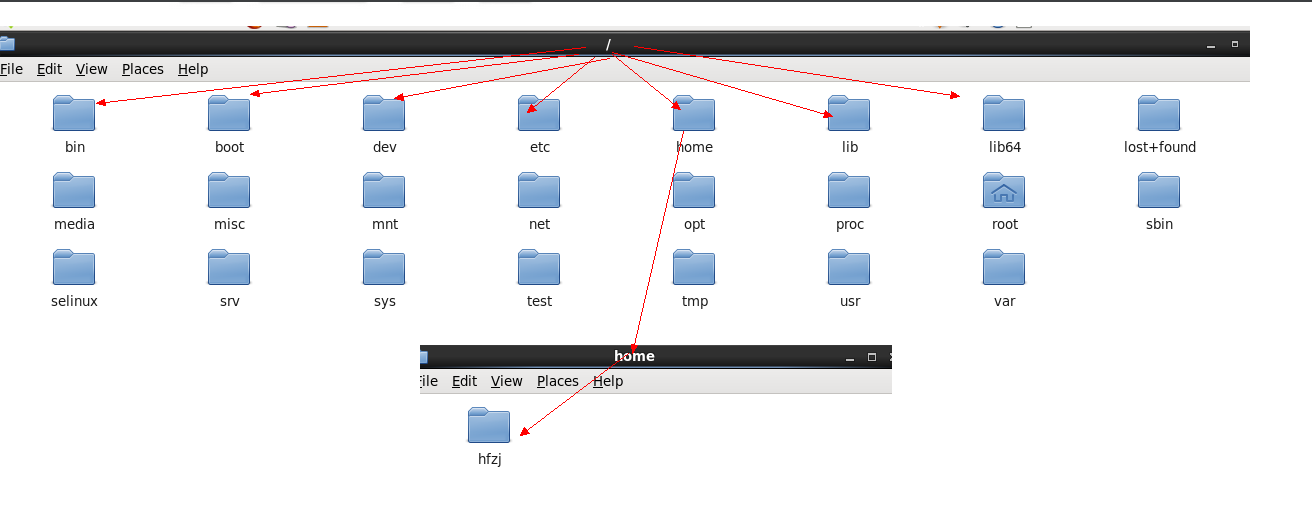 /
File Edit View Places Help
bin boot dev etc home lib lib64 lost+found
media misc mnt net opt proc root sbin
selinux srv sys test tmp usr var
home
File Edit View Places Help
hfzj